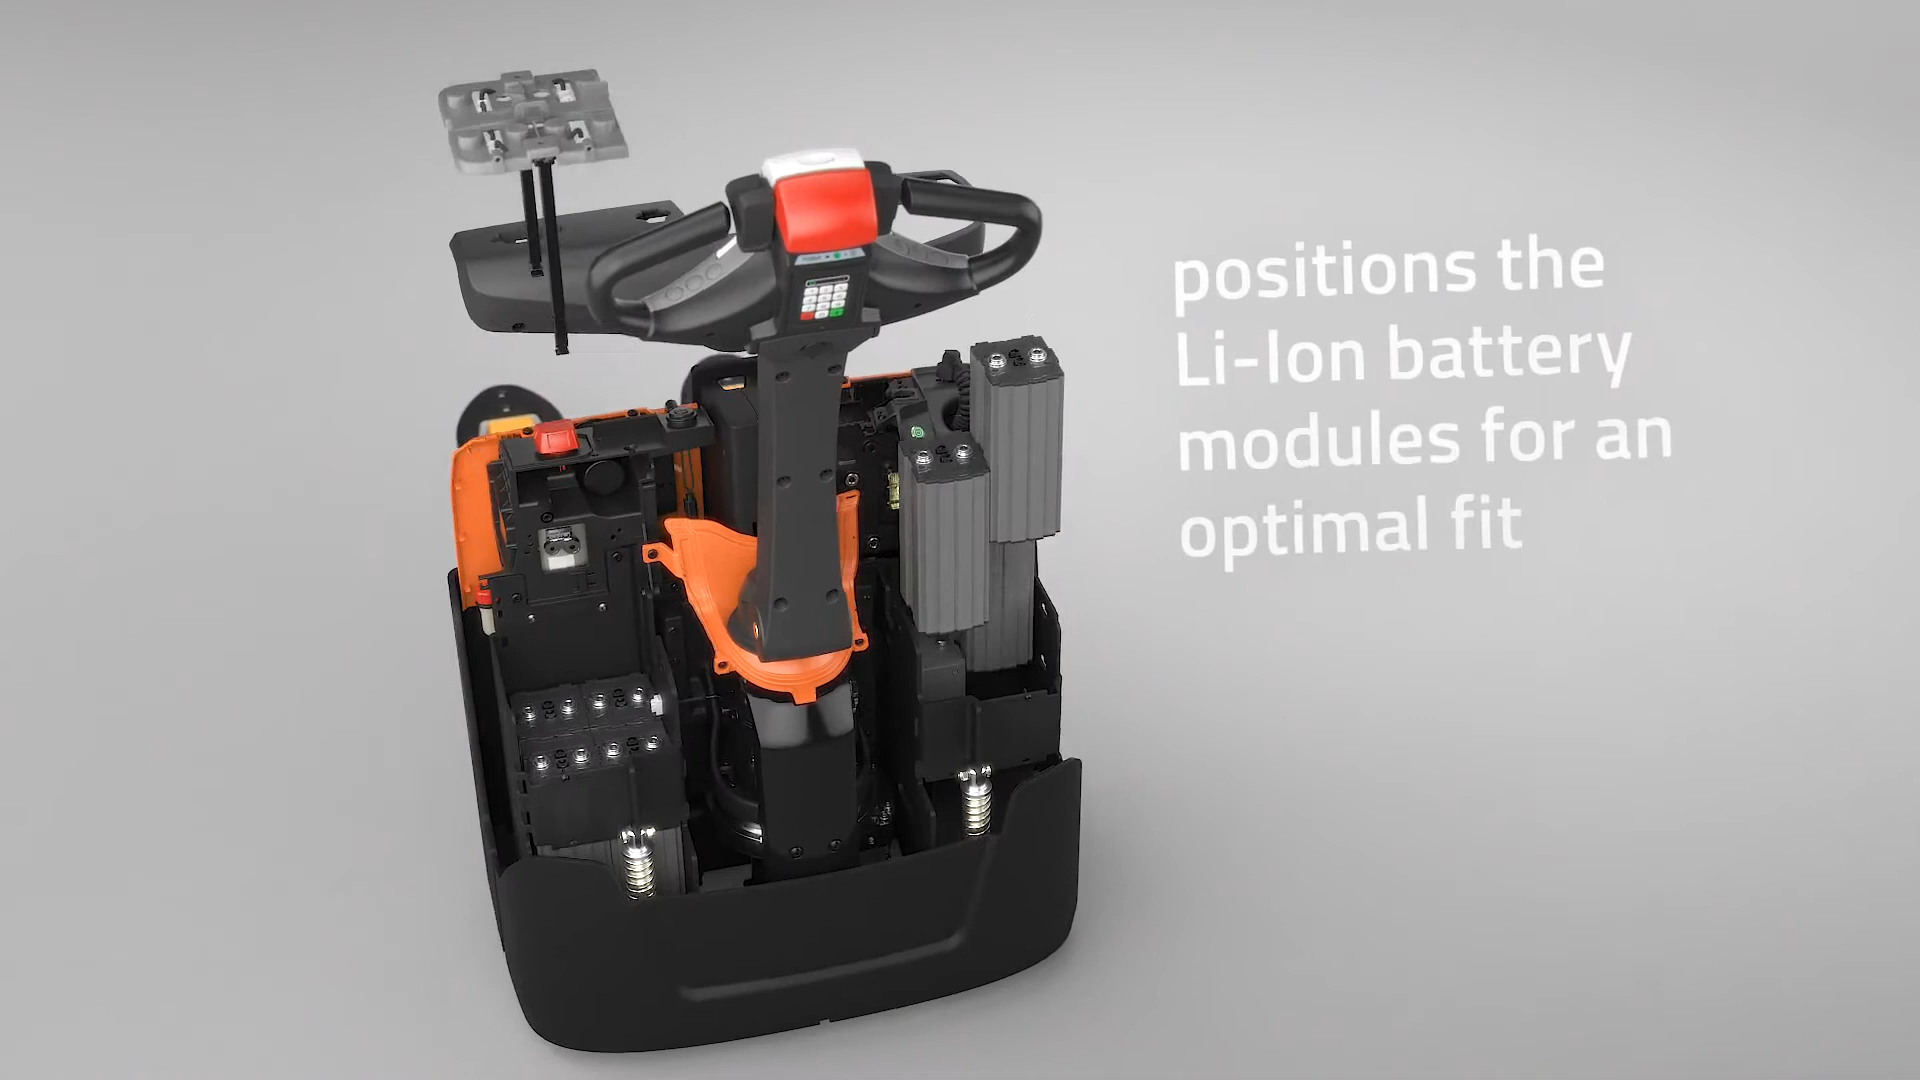 positions the
Li-Ion battery
modules for an
optimal fit